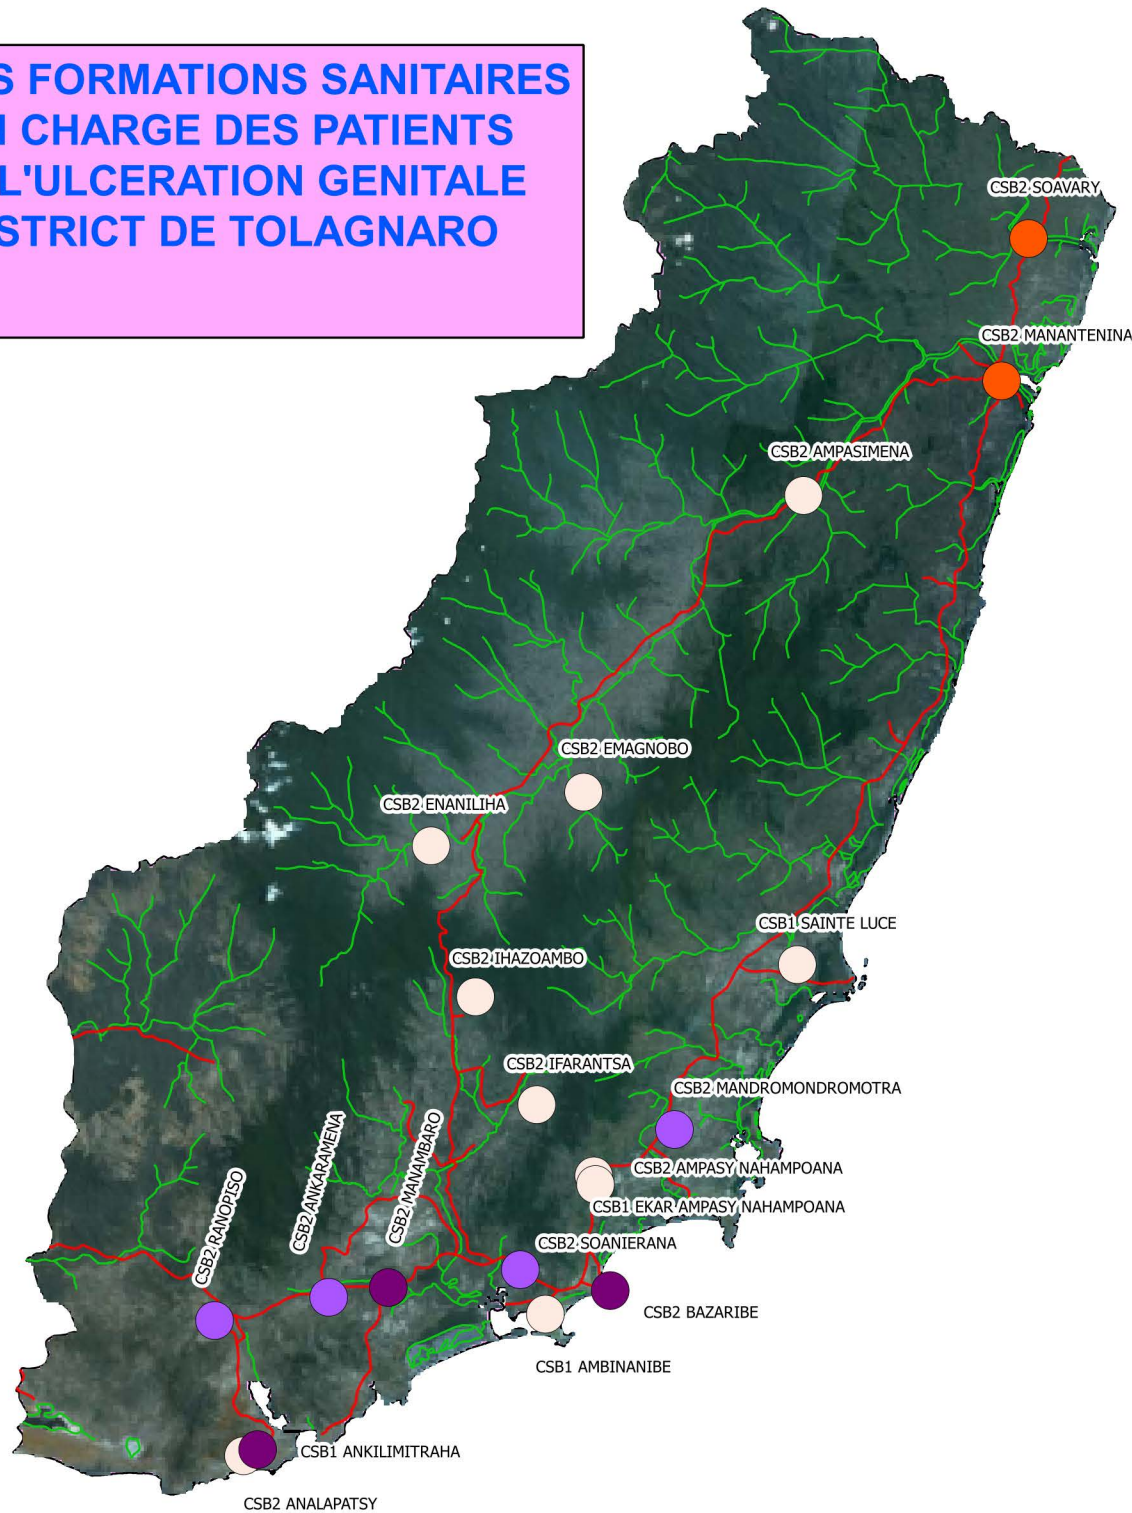 S FORMATIONS SANITAIRES
CHARGE DES PATIENTS
L'ULCERATION GENITALE
STRICT DE TOLAGNARO
CSB2 SOAVARY
CSB2 MANANTENINA
CSB2 AMPASIMENA
CSB2 EMAGNOBO
CSB2 ENANILIHA
CSB1 SAINTE LUCE
CSB2 IHAZOAMBO
CSB2 IFARANTSA
CSB2 MANDROMONDROMOTRA
CSB2 ANKARAMENA
CSB2 MANAMBARO
CSB2 RANOPISO
CSB2 AMPASY NAHAMPOANA
CSB1 EKAR AMPASY NAHAMPOANA
CSB2 SOANIERANA
CSB2 BAZARIBE
CSB1 AMBINANIBE
CSB1 ANKILIMITRAHA
CSB2 ANALAPATSY